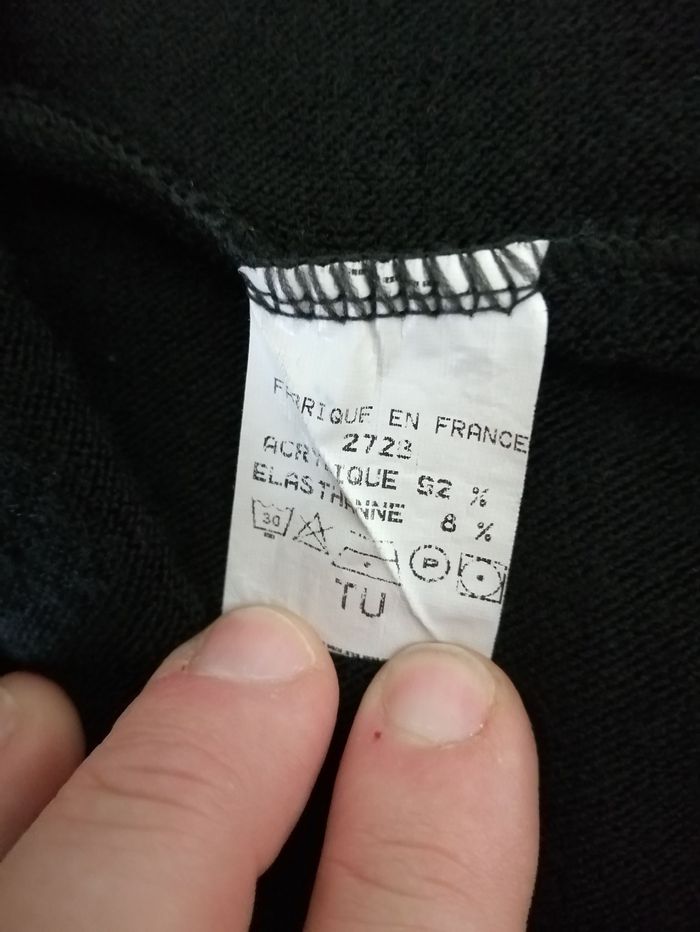 FABRIQUE EN FRANCE
2723
ACRYLIQUE 92 %
ELASTHANNE 8 %
30
P
TU